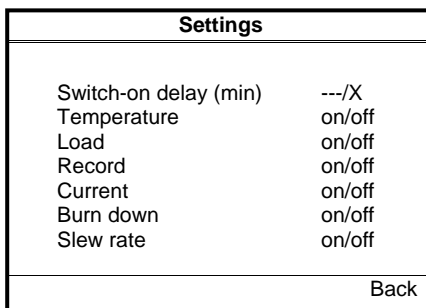 Settings
Switch-on delay (min) ---/X
Temperature on/off
Load on/off
Record on/off
Current on/off
Burn down on/off
Slew rate on/off
Back